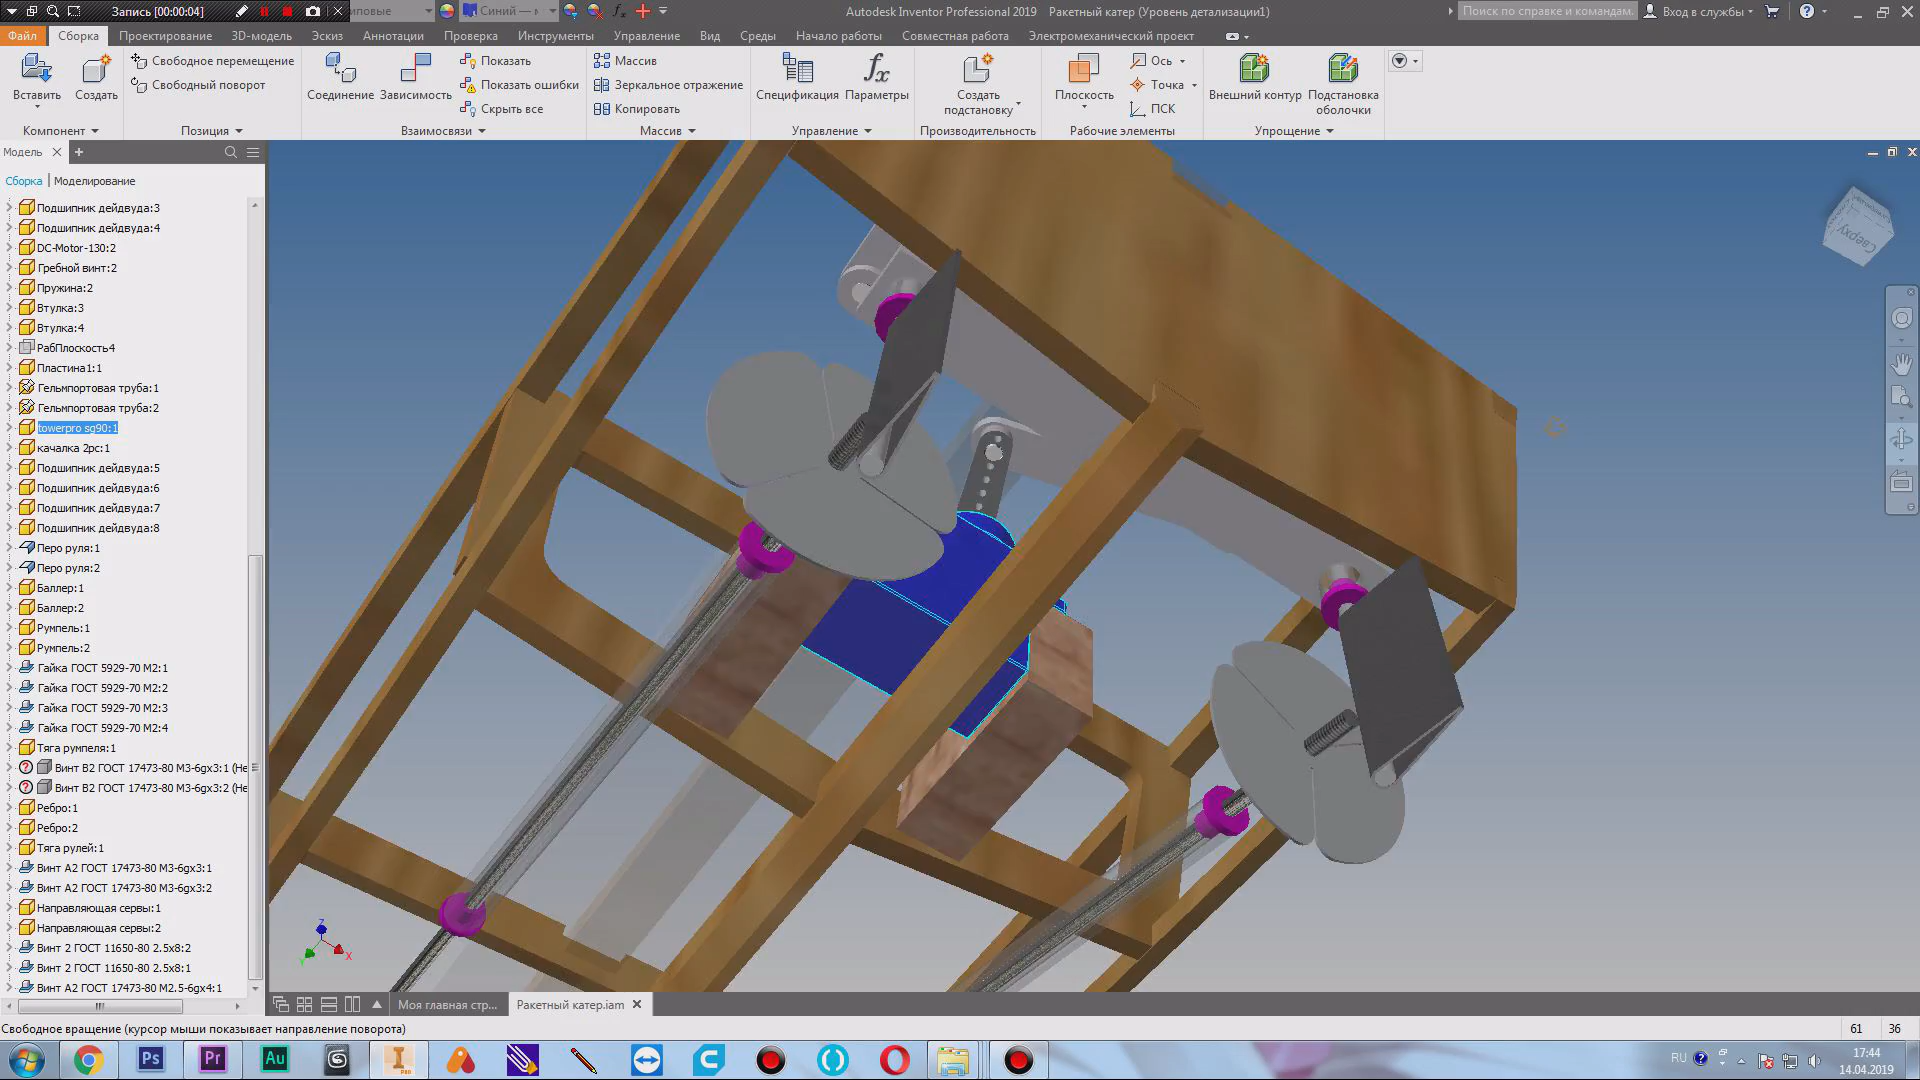 Запись [00:00:04]
иповые
Синий —
Autodesk Inventor Professional 2019 Ракетный катер (Уровень детализации1)
Поиск по справке и командам.
Вход в службы
Файл
Сборка
Проектирование
3D-модель
Эскиз
Аннотации
Проверка
Инструменты
Управление
Вид
Среды
Начало работы
Совместная работа
Электромеханический проект
Вставить
Создать
Свободное перемещение
Свободный поворот
Соединение
Зависимость
Показать
Показать ошибки
Скрыть все
Массив
Зеркальное отражение
Копировать
Спецификация
Параметры
Создать подстановку
Плоскость
Ось
Точка
ПСК
Внешний контур
Подстановка оболочки
Компонент
Позиция
Взаимосвязи
Массив
Управление
Производительность
Рабочие элементы
Упрощение
Модель
Сборка
Моделирование
Подшипник дейдвуда:3
Подшипник дейдвуда:4
DC-Motor-130:2
Гребной винт:2
Пружина:2
Втулка:3
Втулка:4
РабПлоскость4
Пластина1:1
Гельмпортовая труба:1
Гельмпортовая труба:2
towerpro sg90:1
качалка 2рс:1
Подшипник дейдвуда:5
Подшипник дейдвуда:6
Подшипник дейдвуда:7
Подшипник дейдвуда:8
Перо руля:1
Перо руля:2
Баллер:1
Баллер:2
Румпель:1
Румпель:2
Гайка ГОСТ 5929-70 М2:1
Гайка ГОСТ 5929-70 М2:2
Гайка ГОСТ 5929-70 М2:3
Гайка ГОСТ 5929-70 М2:4
Тяга румпеля:1
Винт В2 ГОСТ 17473-80 М3-6gx3:1 (Не
Винт В2 ГОСТ 17473-80 М3-6gx3:2 (Не
Ребро:1
Ребро:2
Тяга рулей:1
Винт А2 ГОСТ 17473-80 М3-6gx3:1
Винт А2 ГОСТ 17473-80 М3-6gx3:2
Направляющая сервы:1
Направляющая сервы:2
Винт 2 ГОСТ 11650-80 2.5x8:2
Винт 2 ГОСТ 11650-80 2.5x8:1
Винт А2 ГОСТ 17473-80 М2.5-6gx4:1
Сверху
Z
X
Y
Моя главная стр...
Ракетный катер.iam
Свободное вращение (курсор мыши показывает направление поворота)
61 36
Ps
Pr
Au
I
PRO
RU
17:44
14.04.2019